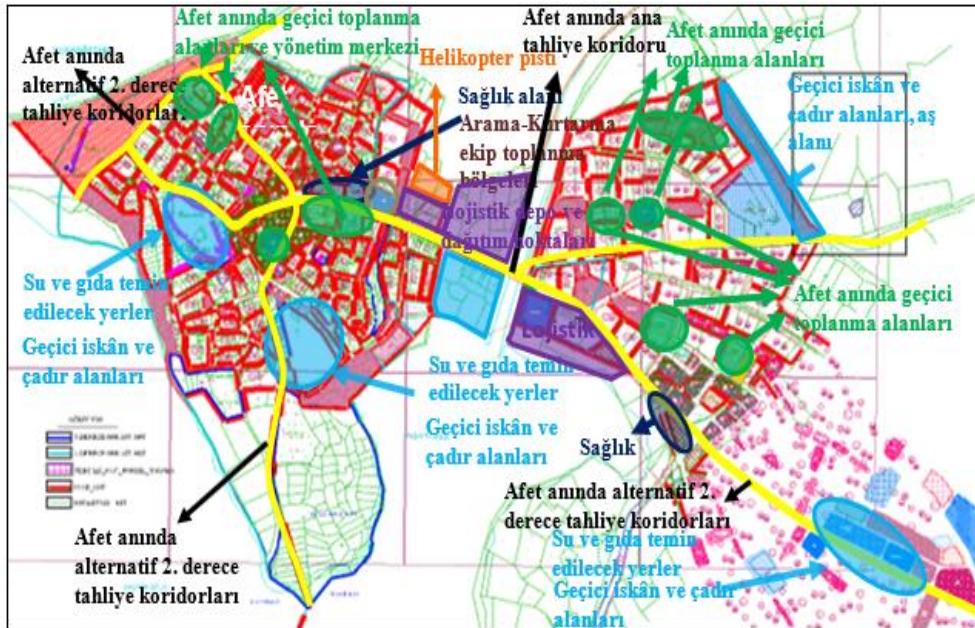 Afet anında geçici toplanma
alanları ve yönetim merkezi
Afet anında
alternatif 2. derece
tahliye koridorları
Afet
Helikopter pisti
Sağlık alanı
Arama-Kurtarma
ekip toplanma
bölgeleri
Lojistik depo ve
dağıtım noktaları
Afet anında ana
tahliye koridoru
Afet anında geçici
toplanma alanları
Geçici iskân ve
çadır alanları, aş
alanı
Su ve gıda temin
edilecek yerler
Geçici iskân ve
çadır alanları
Su ve gıda temin
edilecek yerler
Geçici iskân ve
çadır alanları
Lojistik
Afet anında geçici
toplanma alanları
Sağlık
Afet anında alternatif 2.
derece tahliye koridorları
Su ve gıda temin
edilecek yerler
Geçici iskân ve çadır
alanları
Afet anında
alternatif 2. derece
tahliye koridorları